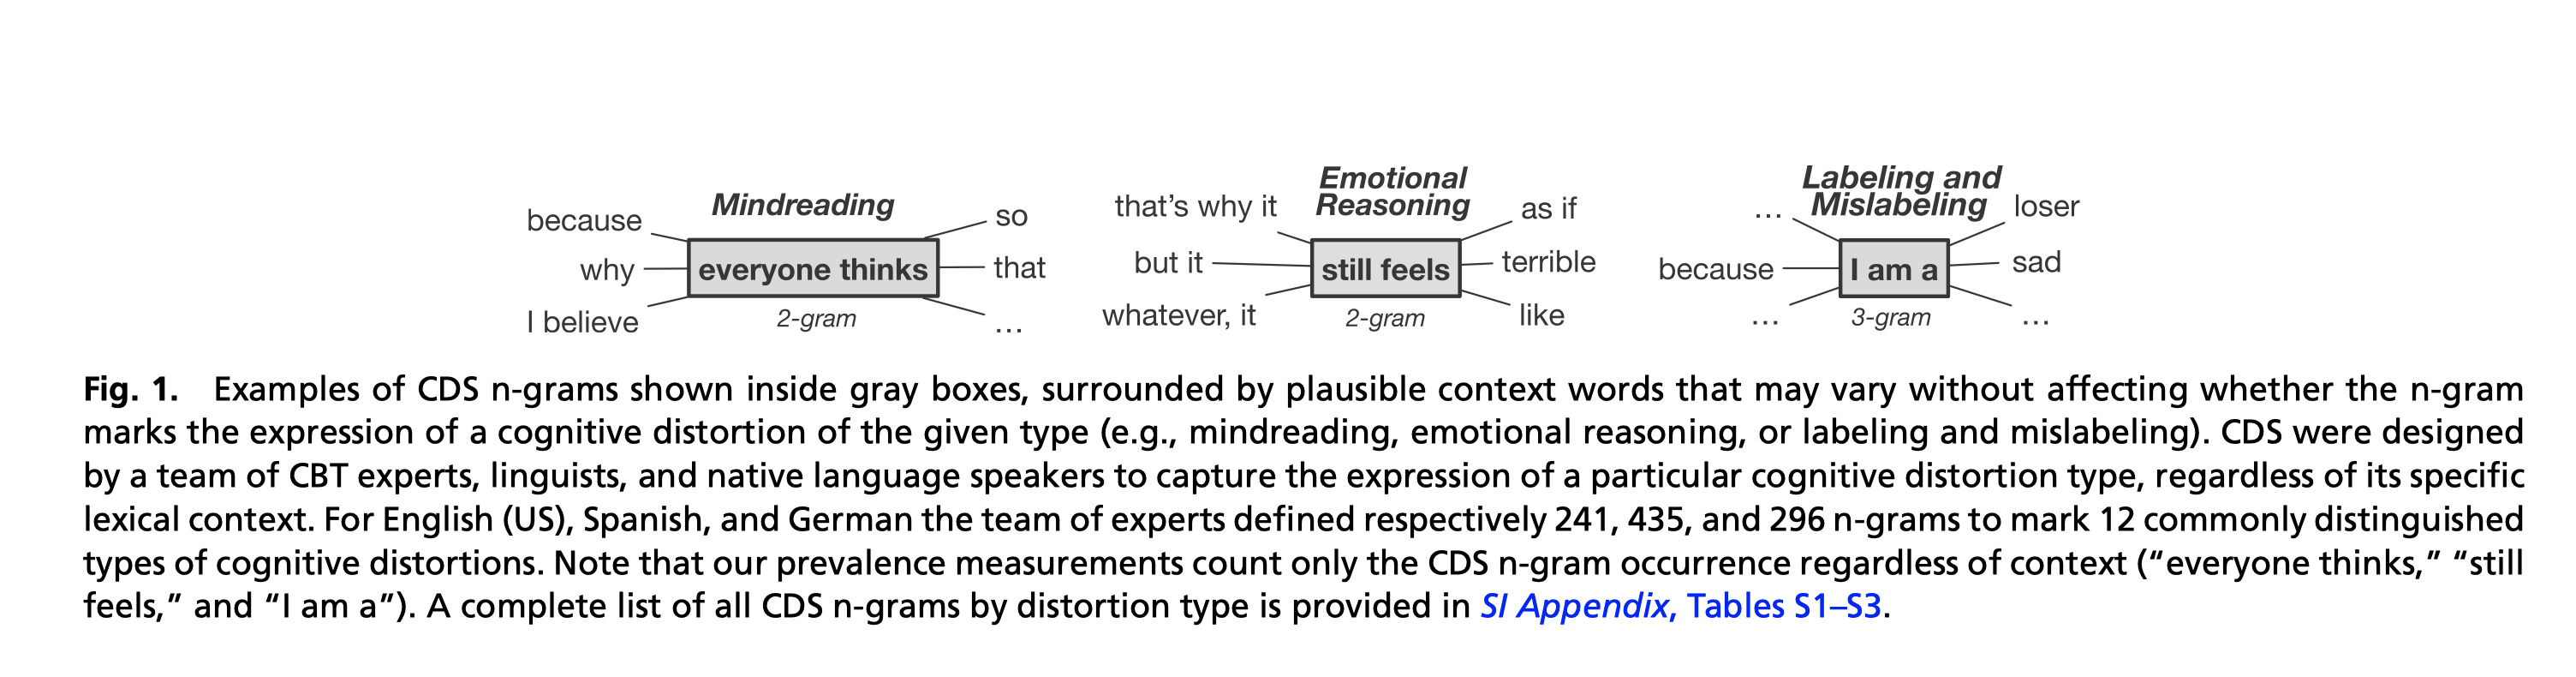 Mindreading
because
why
I believe
everyone thinks
2-gram
so
that
...
Emotional
Reasoning
that's why it
but it
whatever, it
still feels
2-gram
as if
terrible
like
Labeling and
Mislabeling
...
because
...
I am a
3-gram
loser
sad
...
Fig. 1. Examples of CDS n-grams shown inside gray boxes, surrounded by plausible context words that may vary without affecting whether the n-gram
marks the expression of a cognitive distortion of the given type (e.g., mindreading, emotional reasoning, or labeling and mislabeling). CDS were designed
by a team of CBT experts, linguists, and native language speakers to capture the expression of a particular cognitive distortion type, regardless of its specific
lexical context. For English (US), Spanish, and German the team of experts defined respectively 241, 435, and 296 n-grams to mark 12 commonly distinguished
types of cognitive distortions. Note that our prevalence measurements count only the CDS n-gram occurrence regardless of context (“everyone thinks,” “still
feels,” and “I am a”). A complete list of all CDS n-grams by distortion type is provided in SI Appendix, Tables S1–S3.